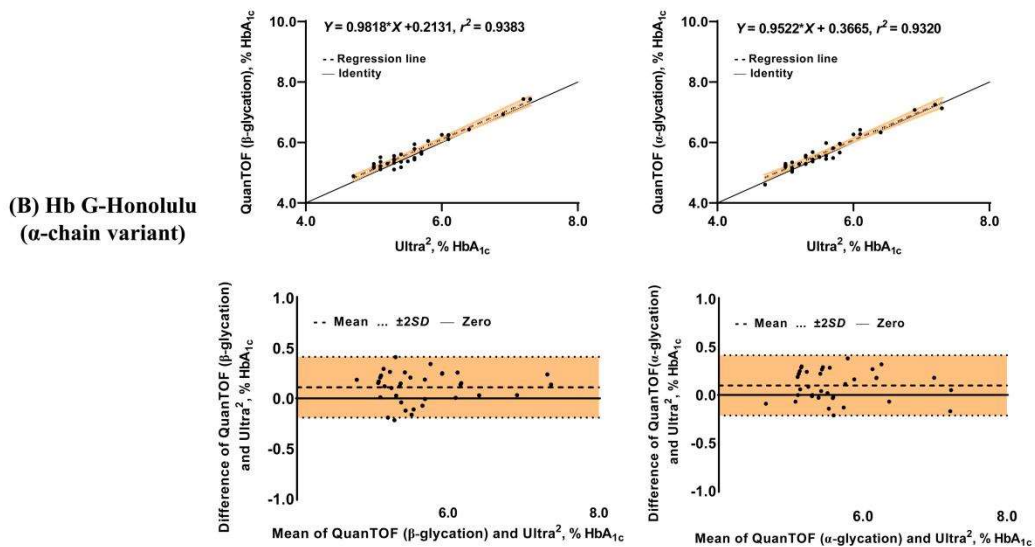 (B) Hb G-Honolulu
(α-chain variant)
QuanTOF (β-glycation), % HbA1c
10.0
8.0
6.0
4.0
Y = 0.9818*X +0.2131, r² = 0.9383
-- Regression line
— Identity
4.0 6.0 8.0
Ultra², % HbA1c
QuanTOF (α-glycation), % HbA1c
10.0
8.0
6.0
4.0
Y = 0.9522*X + 0.3665, r² = 0.9320
-- Regression line
— Identity
4.0 6.0 8.0
Ultra², % HbA1c
Difference of QuanTOF (β-glycation)
and Ultra², % HbA1c
1.0
0.5
0.0
-0.5
-1.0
-- Mean ... ±2SD — Zero
6.0 8.0
Mean of QuanTOF (β-glycation) and Ultra², % HbA1c
Difference of QuanTOF(α-glycation)
and Ultra², % HbA1c
1.0
0.5
0.0
-0.5
-1.0
-- Mean ... ±2SD — Zero
6.0 8.0
Mean of QuanTOF (α-glycation) and Ultra², % HbA1c